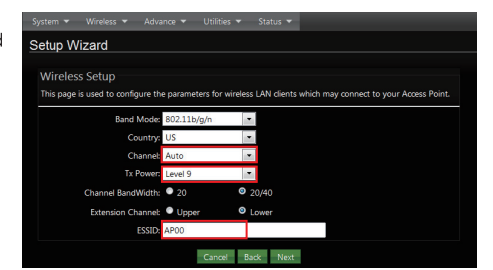 System Wireless Advance Utilities Status
d
Setup Wizard
Wireless Setup
This page is used to configure the parameters for wireless LAN clients which may connect to your Access Point.
Band Mode: 802.11b/g/n
Country: US
Channel: Auto
Tx Power: Level 9
Channel BandWidth: 20 20/40
Extension Channel: Upper Lower
ESSID: AP00
Cancel Back Next